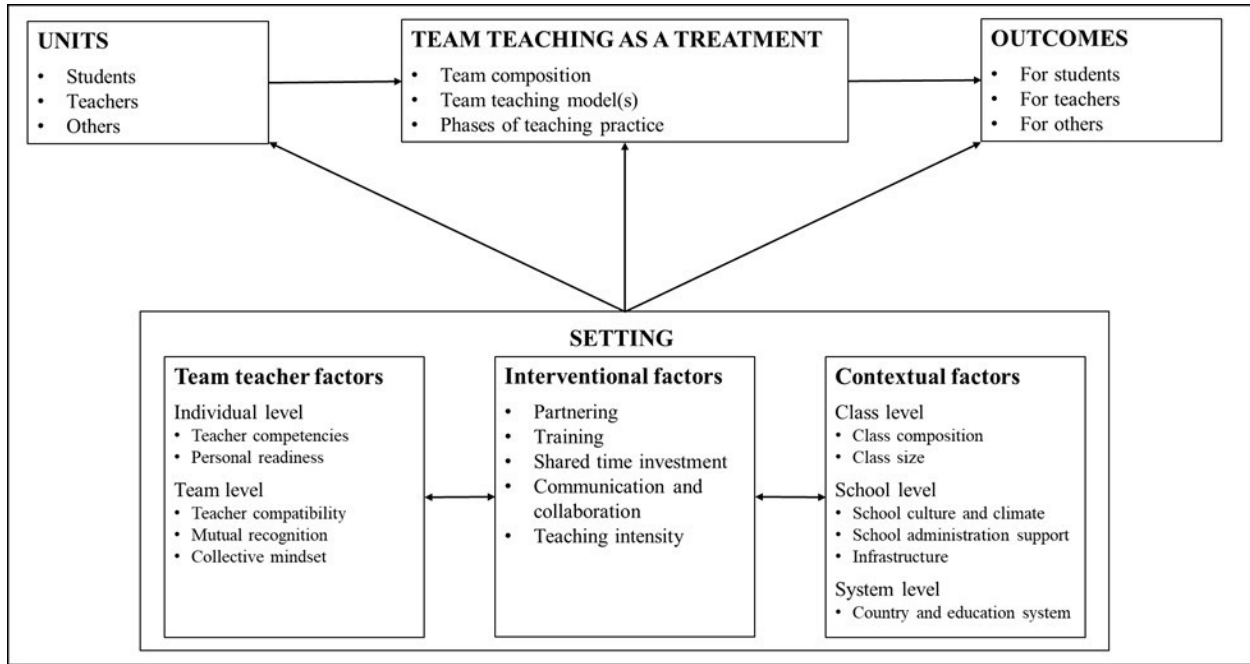 UNITS
• Students
• Teachers
• Others
TEAM TEACHING AS A TREATMENT
• Team composition
• Team teaching model(s)
• Phases of teaching practice
OUTCOMES
• For students
• For teachers
• For others
SETTING
Team teacher factors
Individual level
• Teacher competencies
• Personal readiness
Team level
• Teacher compatibility
• Mutual recognition
• Collective mindset
Interventional factors
• Partnering
• Training
• Shared time investment
• Communication and
collaboration
• Teaching intensity
Contextual factors
Class level
• Class composition
• Class size
School level
• School culture and climate
• School administration support
• Infrastructure
System level
• Country and education system